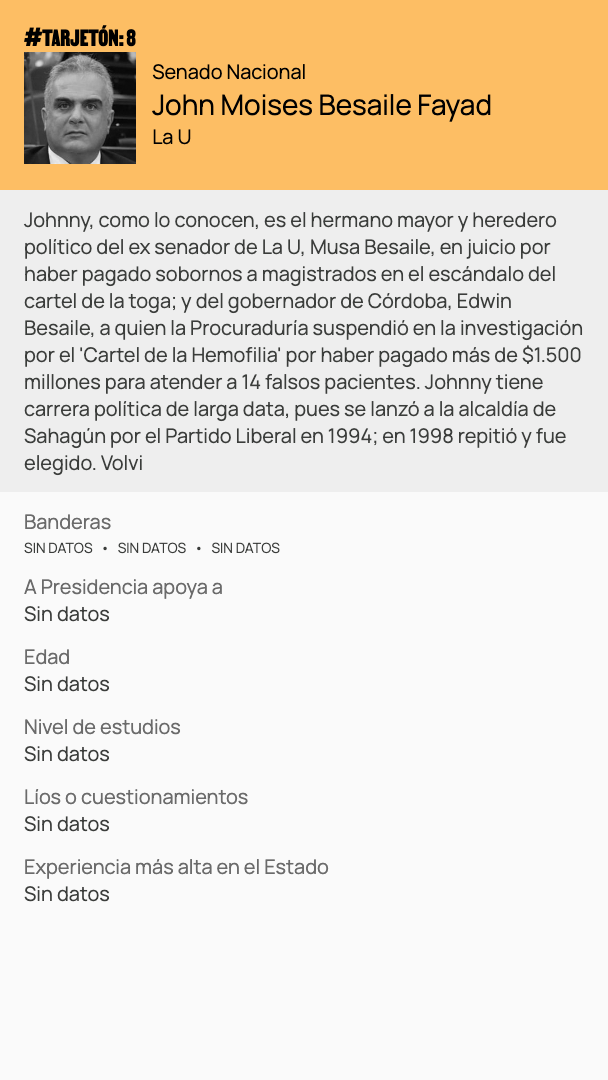 #TARJETÓN: 8
Senado Nacional
John Moises Besaile Fayad
La U
Johnny, como lo conocen, es el hermano mayor y heredero
político del ex senador de La U, Musa Besaile, en juicio por
haber pagado sobornos a magistrados en el escándalo del
cartel de la toga; y del gobernador de Córdoba, Edwin
Besaile, a quien la Procuraduría suspendió en la investigación
por el 'Cartel de la Hemofilia' por haber pagado más de $1.500
millones para atender a 14 falsos pacientes. Johnny tiene
carrera política de larga data, pues se lanzó a la alcaldía de
Sahagún por el Partido Liberal en 1994; en 1998 repitió y fue
elegido. Volvi
Banderas
SIN DATOS • SIN DATOS • SIN DATOS
A Presidencia apoya a
Sin datos
Edad
Sin datos
Nivel de estudios
Sin datos
Líos o cuestionamientos
Sin datos
Experiencia más alta en el Estado
Sin datos